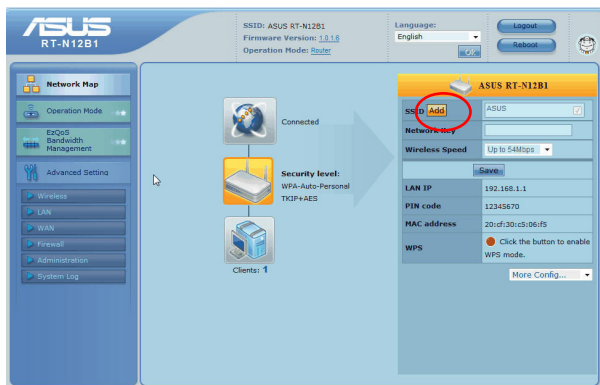 ASUS
RT-N12B1
SSID: ASUS RT-N12B1
Firmware Version: 1.0.1.6
Operation Mode: Router
Language:
English
Logout
Reboot
Network Map
Operation Mode
EzQoS
Bandwidth
Management
Advanced Setting
Wireless
LAN
WAN
Firewall
Administration
System Log
Connected
Security level:
WPA-Auto-Personal
TKIP+AES
Clients: 1
ASUS RT-N12B1
SSID Add ASUS
Network Key
Wireless Speed Up to 54Mbps
Save
LAN IP 192.168.1.1
PIN code 12345670
MAC address 20:cf:30:c5:06:f5
WPS Click the button to enable
WPS mode.
More Config...